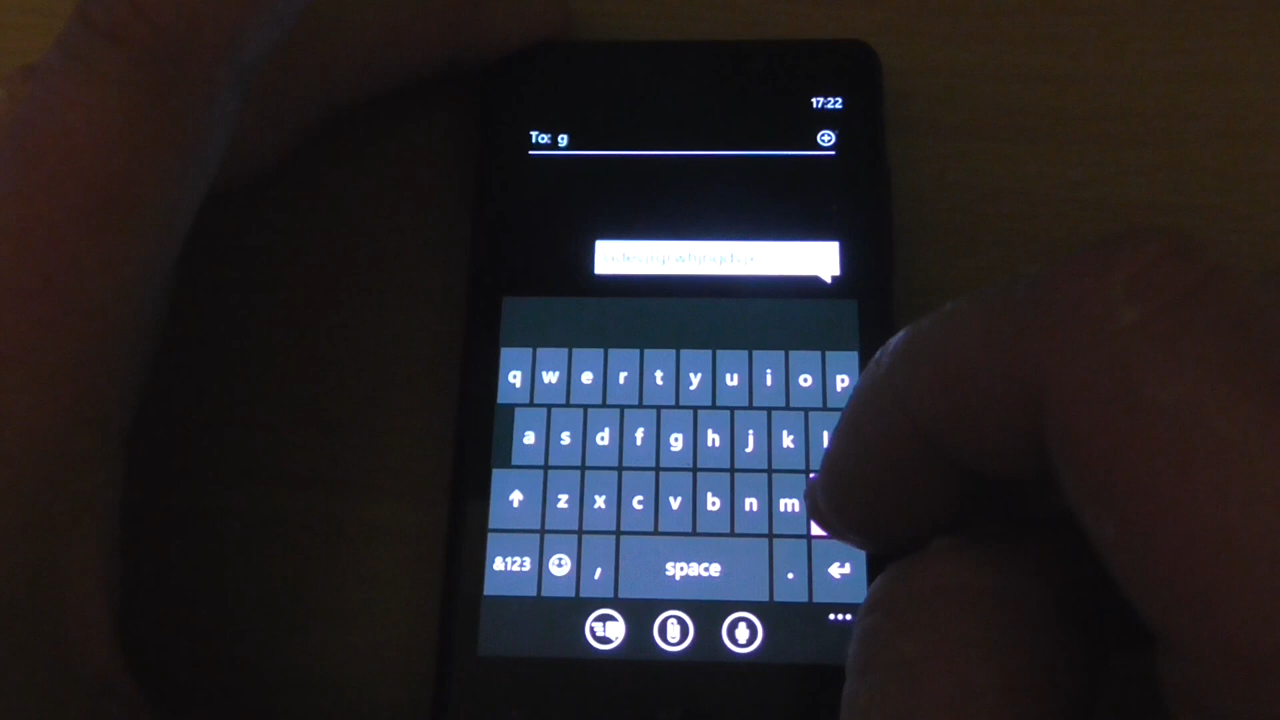 17:22
To: g
q w e r t y u i o p
a s d f g h j k l
z x c v b n m
&123 , space .